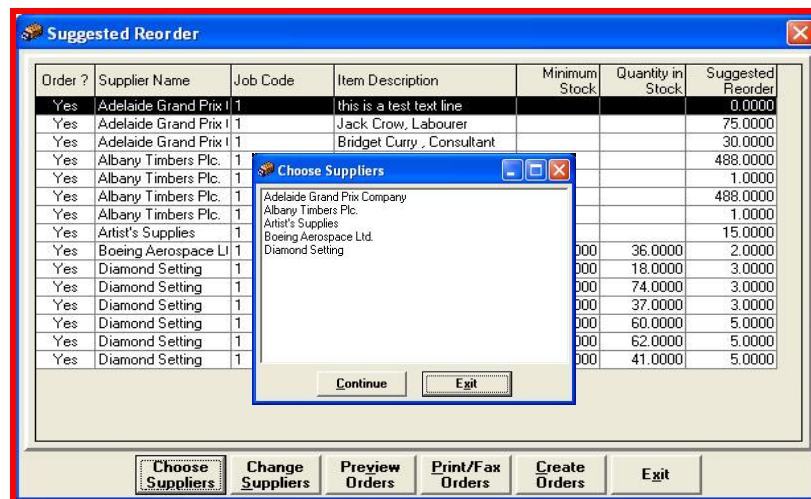 Suggested Reorder
Order ? Supplier Name Job Code Item Description Minimum Stock Quantity in Stock Suggested Reorder
Yes Adelaide Grand Prix 1 this is a test text line 0.0000
Yes Adelaide Grand Prix 1 Jack Crow, Labourer 75.0000
Yes Adelaide Grand Prix 1 Bridget Curry , Consultant 30.0000
Yes Albany Timbers Plc. 1 488.0000
Yes Albany Timbers Plc. 1 1.0000
Yes Albany Timbers Plc. 1 488.0000
Yes Albany Timbers Plc. 1 1.0000
Yes Artist's Supplies 1 15.0000
Yes Boeing Aerospace 1 36.0000 2.0000
Yes Diamond Setting 1 18.0000 3.0000
Yes Diamond Setting 1 74.0000 3.0000
Yes Diamond Setting 1 37.0000 3.0000
Yes Diamond Setting 1 60.0000 5.0000
Yes Diamond Setting 1 62.0000 5.0000
Yes Diamond Setting 1 41.0000 5.0000
Choose Suppliers
Adelaide Grand Prix Company
Albany Timbers Plc.
Artist's Supplies
Boeing Aerospace Ltd.
Diamond Setting
Continue Exit
Choose Suppliers Change Suppliers Preview Orders Print/Fax Orders Create Orders Exit